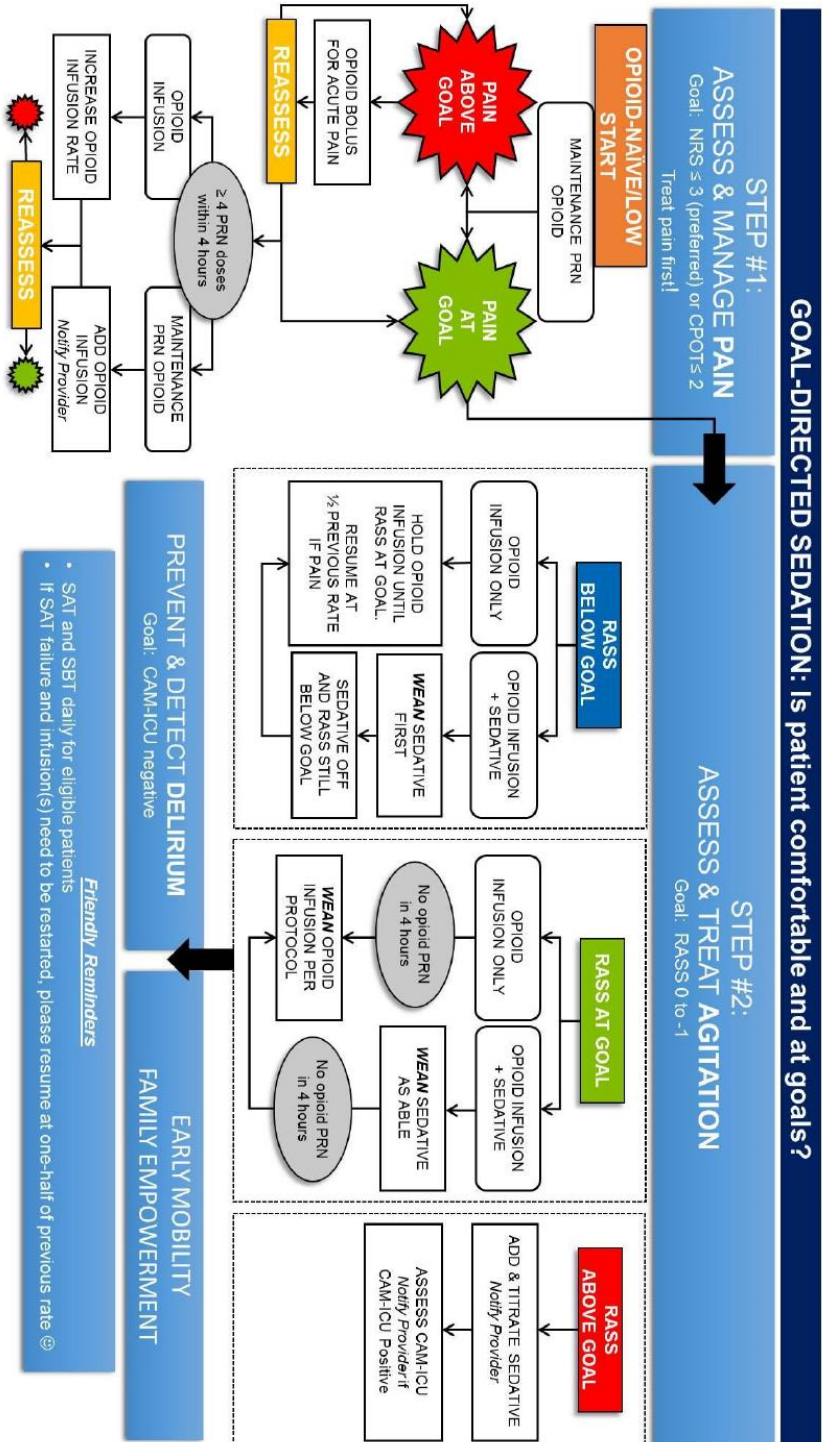 GOAL-DIRECTED SEDATION: Is patient comfortable and at goals?
STEP #1:
ASSESS & MANAGE PAIN
Goal: NRS ≤ 3 (preferred) or CPOT≤ 2
Treat pain first!
OPIOID-NAÏVE/LOW
START
MAINTENANCE PRN
OPIOID
PAIN
ABOVE
GOAL
PAIN
AT
GOAL
OPIOID BOLUS
FOR ACUTE PAIN
REASSESS
≥ 4 PRN doses
within 4 hours
OPIOID
INFUSION
MAINTENANCE
PRN OPIOID
INCREASE OPIOID
INFUSION RATE
ADD OPIOID
INFUSION
Notify Provider
REASSESS
STEP #2:
ASSESS & TREAT AGITATION
Goal: RASS 0 to -1
RASS
BELOW GOAL
OPIOID
INFUSION ONLY
OPIOID INFUSION
+ SEDATIVE
HOLD OPIOID
INFUSION UNTIL
RASS AT GOAL.
RESUME AT
½ PREVIOUS RATE
IF PAIN
WEAN SEDATIVE
FIRST
SEDATIVE OFF
AND RASS STILL
BELOW GOAL
RASS AT GOAL
OPIOID
INFUSION ONLY
OPIOID INFUSION
+ SEDATIVE
No opioid PRN
in 4 hours
WEAN SEDATIVE
AS ABLE
WEAN OPIOID
INFUSION PER
PROTOCOL
No opioid PRN
in 4 hours
RASS
ABOVE GOAL
ADD & TITRATE SEDATIVE
Notify Provider
ASSESS CAM-ICU
Notify Provider if
CAM-ICU Positive
PREVENT & DETECT DELIRIUM
Goal: CAM-ICU negative
EARLY MOBILITY
FAMILY EMPOWERMENT
Friendly Reminders
• SAT and SBT daily for eligible patients
• If SAT failure and infusion(s) need to be restarted, please resume at one-half of previous rate ☺